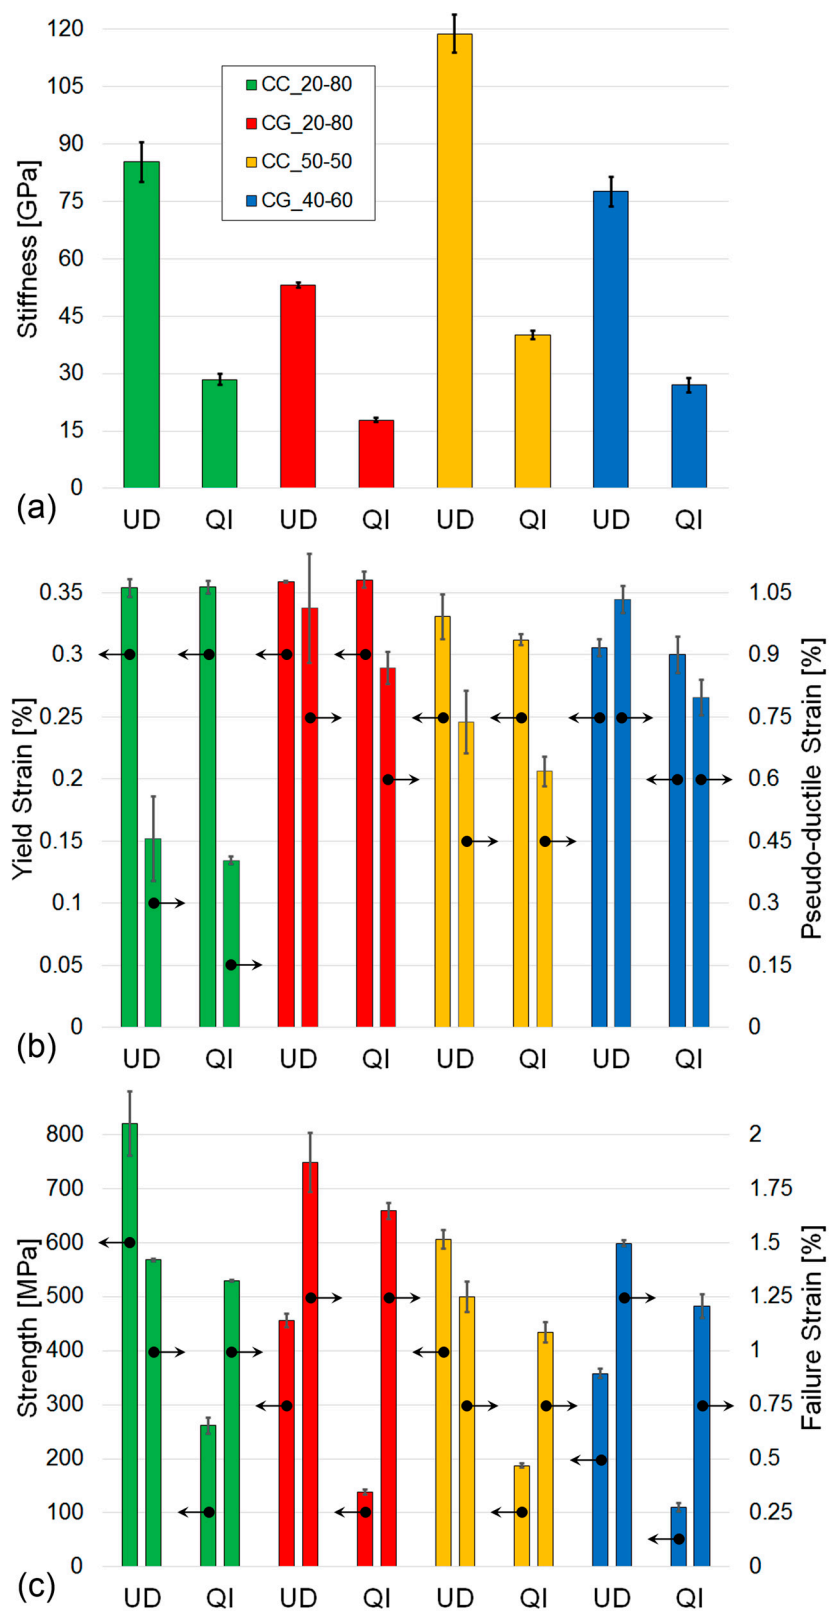 120
105
90
75
60
45
30
15
0
Stiffness [GPa]
CC_20-80
CG_20-80
CC_50-50
CG_40-60
(a)
UD QI UD QI UD QI UD QI
0.35
0.3
0.25
0.2
0.15
0.1
0.05
0
Yield Strain [%]
1.05
0.9
0.75
0.6
0.45
0.3
0.15
0
Pseudo-ductile Strain [%]
(b)
UD QI UD QI UD QI UD QI
800
700
600
500
400
300
200
100
0
Strength [MPa]
2
1.75
1.5
1.25
1
0.75
0.5
0.25
0
Failure Strain [%]
(c)
UD QI UD QI UD QI UD QI